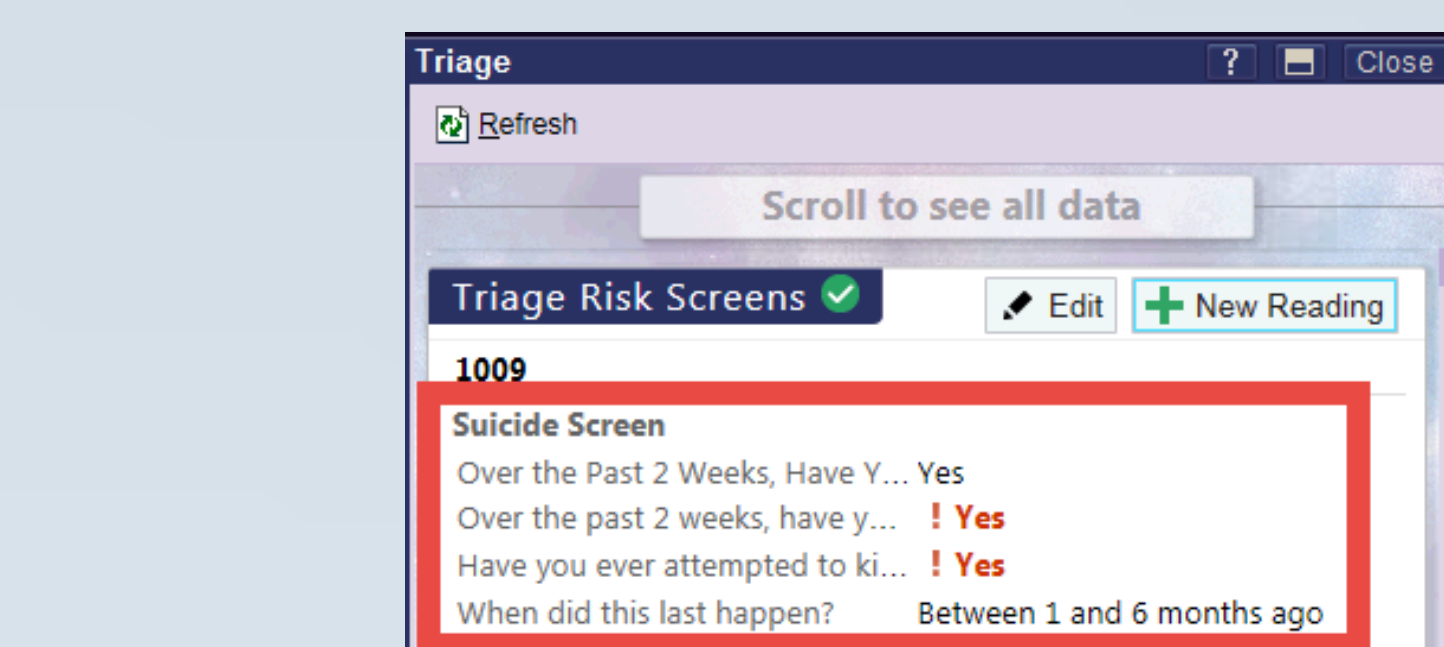 Triage ? Close
Refresh
Scroll to see all data
Triage Risk Screens Edit New Reading
1009
Suicide Screen
Over the Past 2 Weeks, Have Y... Yes
Over the past 2 weeks, have y... ! Yes
Have you ever attempted to ki... ! Yes
When did this last happen? Between 1 and 6 months ago